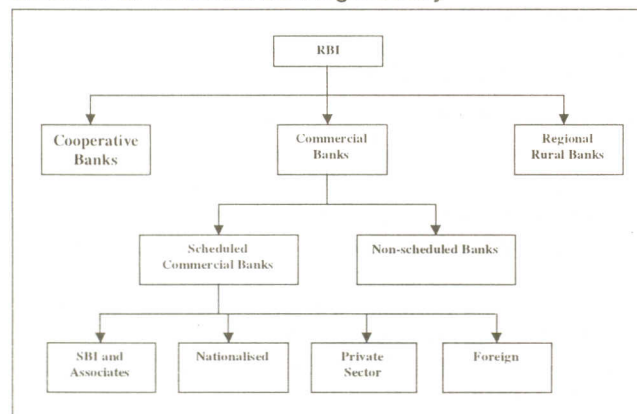 RBI
Cooperative
Banks
Commercial
Banks
Regional
Rural Banks
Scheduled
Commercial Banks
Non-scheduled Banks
SBI and
Associates
Nationalised
Private
Sector
Foreign